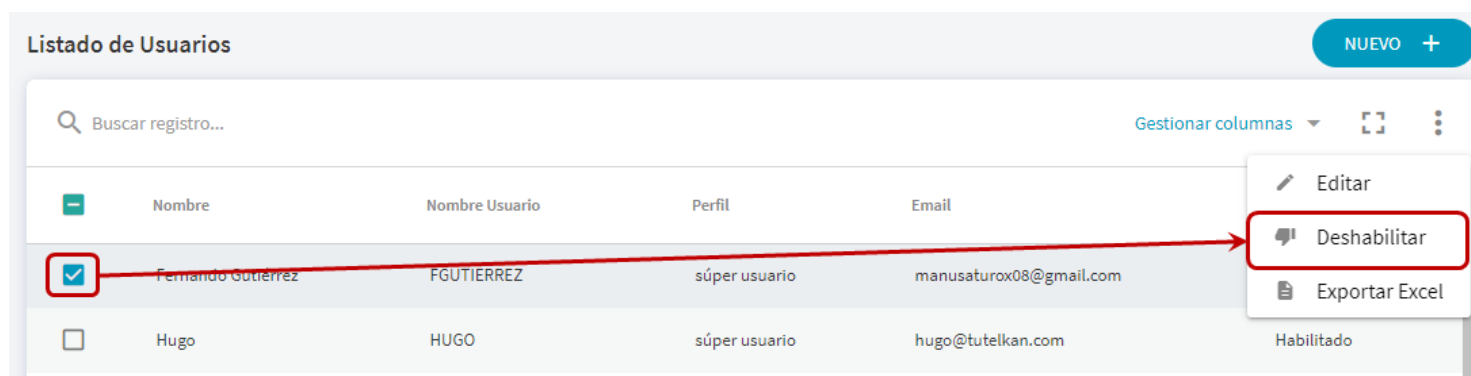 Listado de Usuarios
NUEVO +
Buscar registro...
Gestionar columnas
Editar
Nombre Nombre Usuario Perfil Email
Deshabilitar
Fernando Gutiérrez FGUTIERREZ súper usuario manusaturox08@gmail.com
Exportar Excel
Hugo HUGO súper usuario hugo@tutelkan.com Habilitado